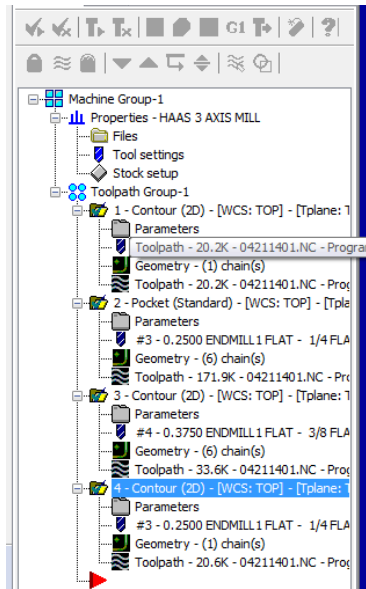 G1
Machine Group-1
Properties - HAAS 3 AXIS MILL
Files
Tool settings
Stock setup
Toolpath Group-1
1 - Contour (2D) - [WCS: TOP] - [Tplane: T
Parameters
Toolpath - 20.2K - 04211401.NC - Program
Geometry - (1) chain(s)
Toolpath - 20.2K - 04211401.NC - Prog
2 - Pocket (Standard) - [WCS: TOP] - [Tpla
Parameters
#3 - 0.2500 ENDMILL1 FLAT - 1/4 FLA
Geometry - (6) chain(s)
Toolpath - 171.9K - 04211401.NC - Pro
3 - Contour (2D) - [WCS: TOP] - [Tplane: T
Parameters
#4 - 0.3750 ENDMILL1 FLAT - 3/8 FLA
Geometry - (6) chain(s)
Toolpath - 33.6K - 04211401.NC - Prog
4 - Contour (2D) - [WCS: TOP] - [Tplane: T
Parameters
#3 - 0.2500 ENDMILL1 FLAT - 1/4 FLA
Geometry - (1) chain(s)
Toolpath - 20.6K - 04211401.NC - Prog